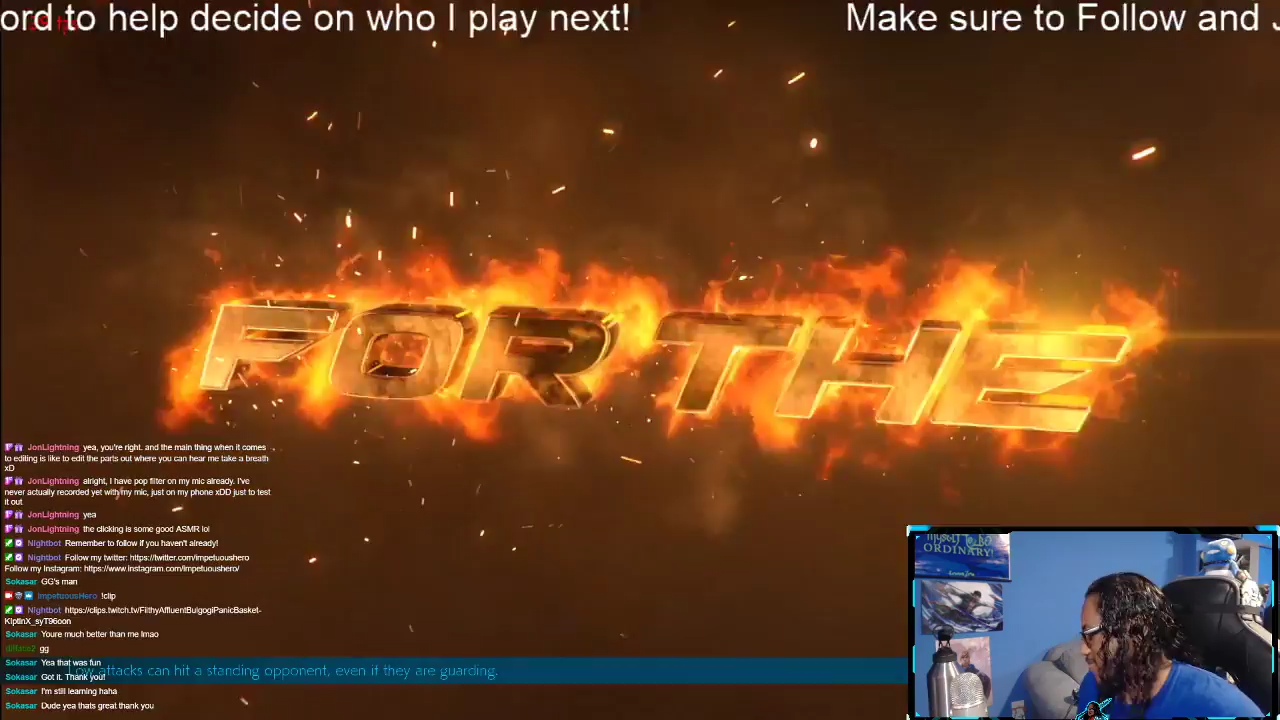 ord to help decide on who I play next!
Make sure to Follow and J
FOR THE
JonLightning yea, you're right. and the main thing when it comes
to editing is like to edit the parts out where you can hear me take a breath
xD
JonLightning alright, I have pop filter on my mic already. I've
never actually recorded yet with my mic, just on my phone xDD just to test
it out
JonLightning yea
JonLightning the clicking is some good ASMR lol
Nightbot Remember to follow if you haven't already!
Nightbot Follow my twitter: https://twitter.com/impetuoushero
Follow my Instagram: https://www.instagram.com/impetuoushero/
Sokasar GG's man
ImpetuousHero !clip
Nightbot https://clips.twitch.tv/FilthyAffluentBulgogiPanicBasket-
KlptinX_syT96oon
Sokasar Youre much better than me lmao
gg
Sokasar Yea that was fun
Low attacks can hit a standing opponent, even if they are guarding.
Sokasar Got it. Thank you!
Sokasar I'm still learning haha
Sokasar Dude yea thats great thank you
ORDINARY!